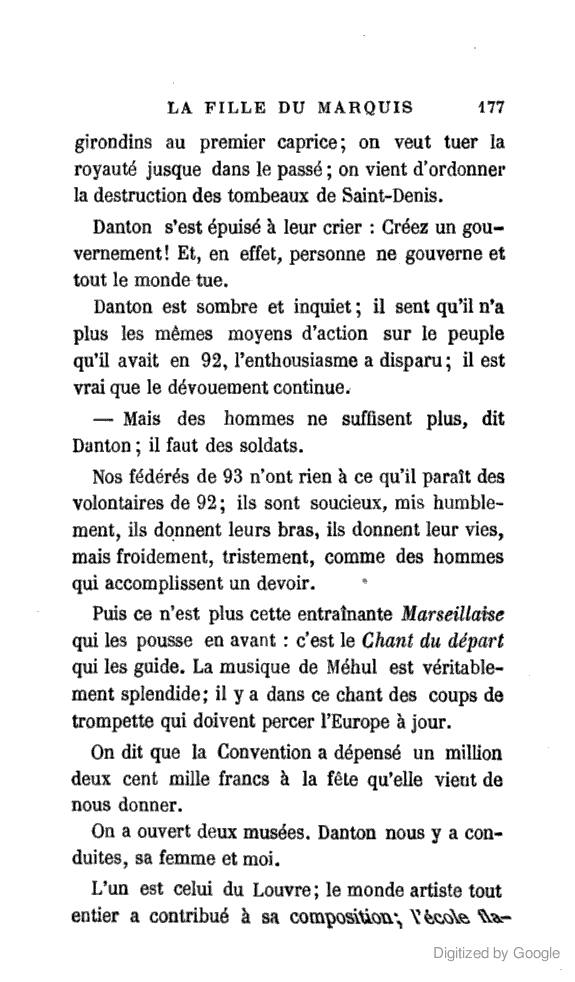 LA FILLE DU MARQUIS 177
girondins au premier caprice; on veut tuer la
royauté jusque dans le passé; on vient d'ordonner
la destruction des tombeaux de Saint-Denis.
Danton s'est épuisé à leur crier : Créez un gou-
vernement! Et, en effet, personne ne gouverne et
tout le monde tue.
Danton est sombre et inquiet; il sent qu'il n'a
plus les mêmes moyens d'action sur le peuple
qu'il avait en 92, l'enthousiasme a disparu; il est
vrai que le dévouement continue.
— Mais des hommes ne suffisent plus, dit
Danton; il faut des soldats.
Nos fédérés de 93 n'ont rien à ce qu'il paraît des
volontaires de 92; ils sont soucieux, mis humble-
ment, ils donnent leurs bras, ils donnent leur vies,
mais froidement, tristement, comme des hommes
qui accomplissent un devoir.
Puis ce n'est plus cette entraînante Marseillaise
qui les pousse en avant : c'est le Chant du départ
qui les guide. La musique de Méhul est véritable-
ment splendide; il y a dans ce chant des coups de
trompette qui doivent percer l'Europe à jour.
On dit que la Convention a dépensé un million
deux cent mille francs à la fête qu'elle vient de
nous donner.
On a ouvert deux musées. Danton nous y a con-
duites, sa femme et moi.
L'un est celui du Louvre; le monde artiste tout
entier a contribué à sa composition; l'école fla-
Digitized by Google